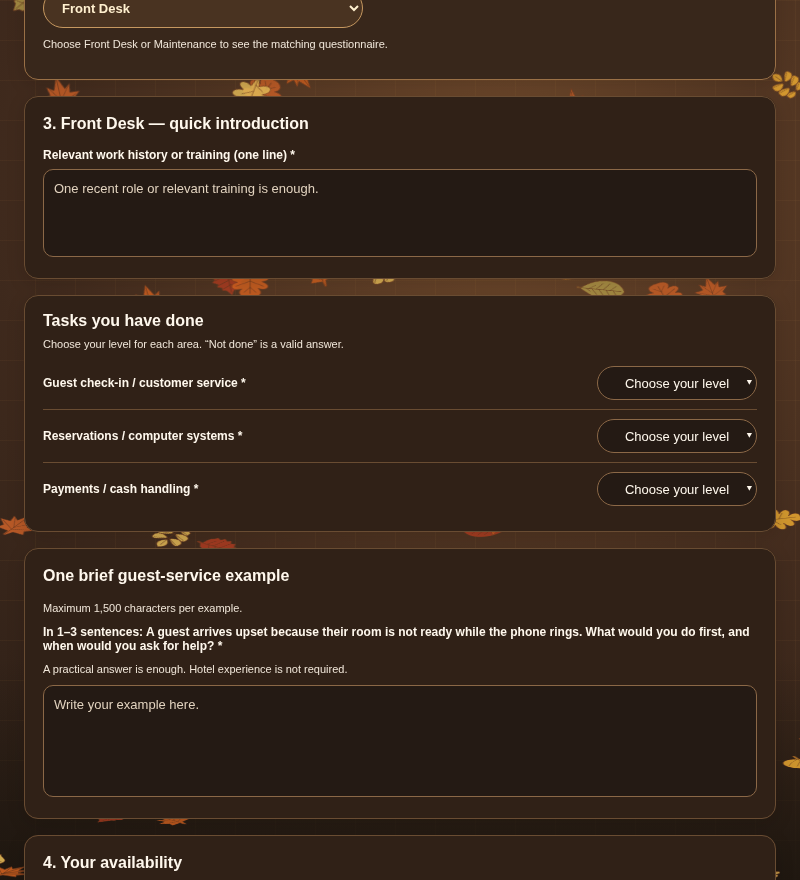 Front Desk
Choose Front Desk or Maintenance to see the matching questionnaire.
3. Front Desk — quick introduction
Relevant work history or training (one line) *
One recent role or relevant training is enough.
Tasks you have done
Choose your level for each area. “Not done” is a valid answer.
Guest check-in / customer service * Choose your level
Reservations / computer systems * Choose your level
Payments / cash handling * Choose your level
One brief guest-service example
Maximum 1,500 characters per example.
In 1–3 sentences: A guest arrives upset because their room is not ready while the phone rings. What would you do first, and
when would you ask for help? *
A practical answer is enough. Hotel experience is not required.
Write your example here.
4. Your availability